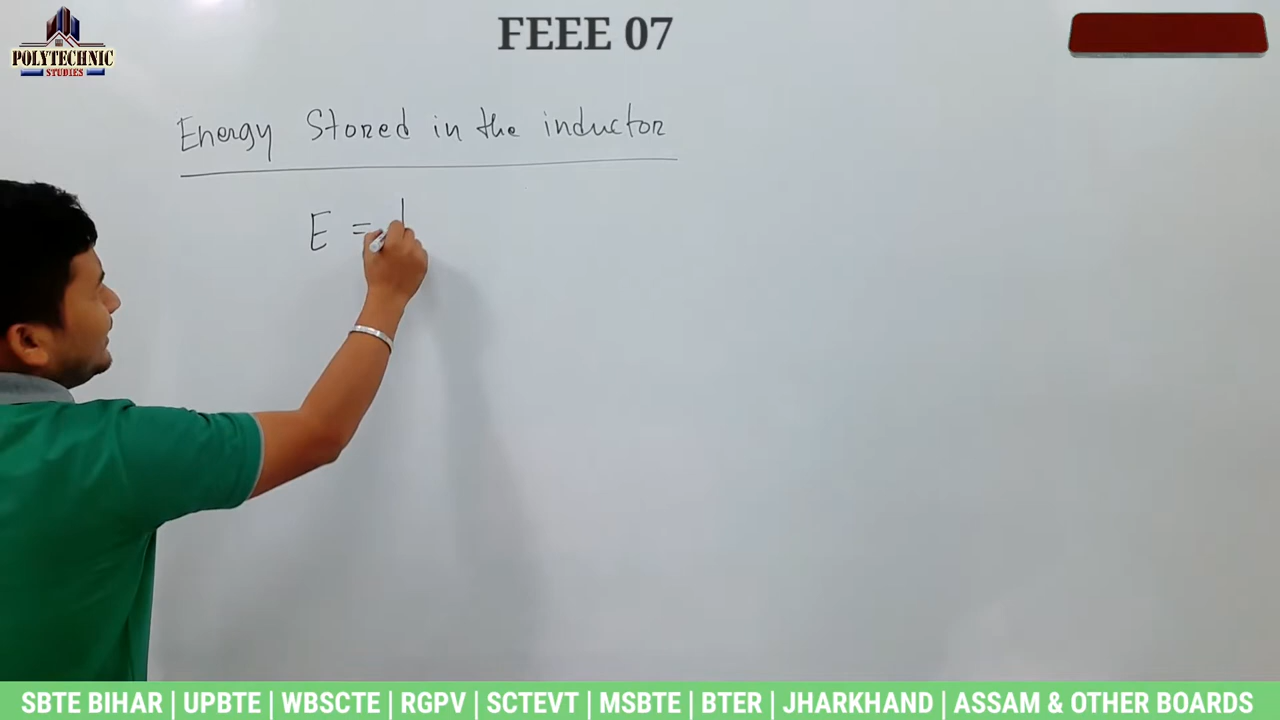 FEEE 07
POLYTECHNIC
STUDIES
Energy Stored in the inductor
E =
SBTE BIHAR | UPBTE | WBSCTE | RGPV | SCTEVT | MSBTE | BTER | JHARKHAND | ASSAM & OTHER BOARDS